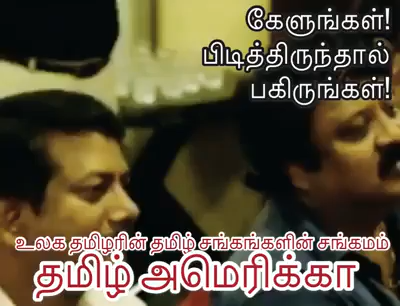 கேளுங்கள்!
பிடித்திருந்தால்
பகிருங்கள்!
உலக தமிழரின் தமிழ் சங்கங்களின் சங்கமம்
தமிழ் அமெரிக்கா